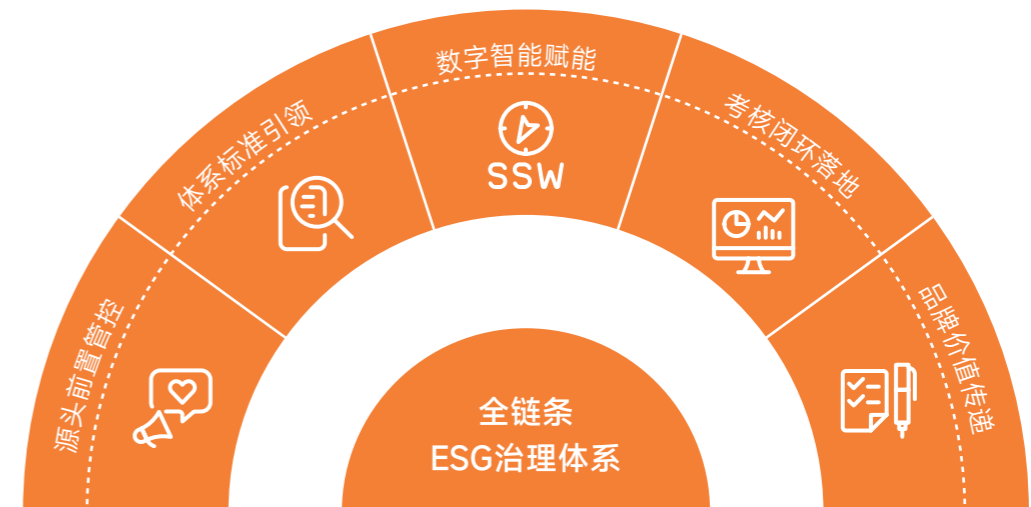 源头前置管控
体系标准引领
数字智能赋能
SSW
考核闭环落地
品牌价值传递
全链条
ESG治理体系